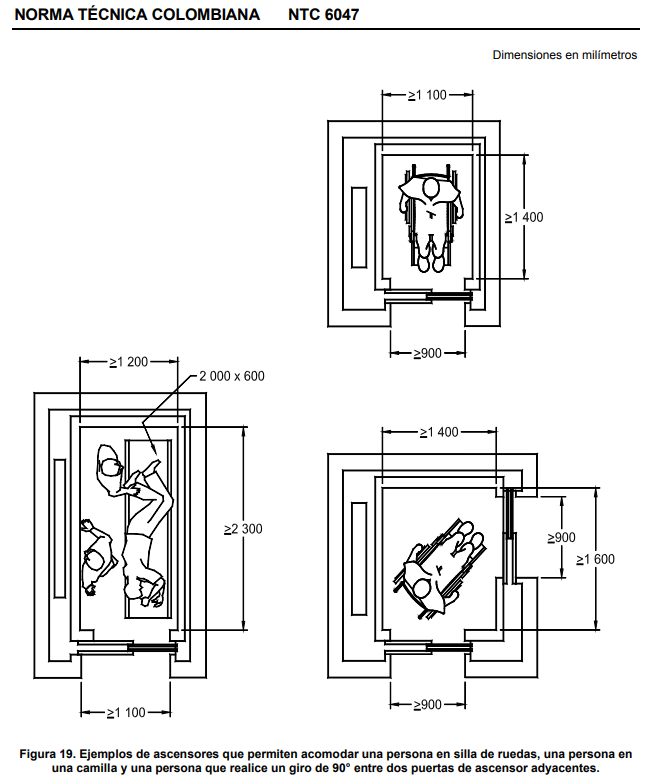 NORMA TÉCNICA COLOMBIANA NTC 6047
Dimensiones en milímetros
≥1 100
≥1 400
≥900
≥1 200
2 000 x 600
≥2 300
≥1 100
≥1 400
≥900
≥1 600
≥900
Figura 19. Ejemplos de ascensores que permiten acomodar una persona en silla de ruedas, una persona en
una camilla y una persona que realice un giro de 90° entre dos puertas de ascensor adyacentes.